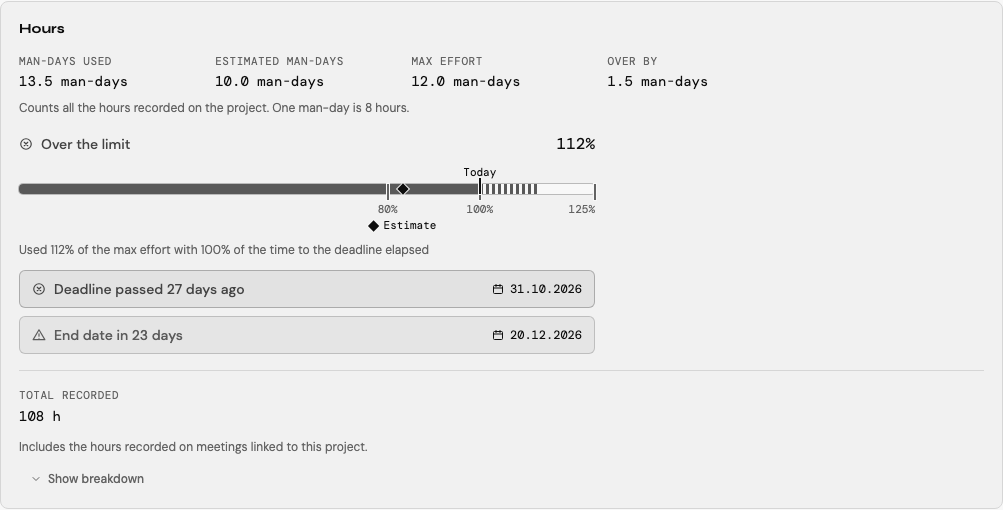 Hours
MAN-DAYS USED
13.5 man-days
ESTIMATED MAN-DAYS
10.0 man-days
MAX EFFORT
12.0 man-days
OVER BY
1.5 man-days
Counts all the hours recorded on the project. One man-day is 8 hours.
Over the limit
112%
Today
80%
100%
125%
Estimate
Used 112% of the max effort with 100% of the time to the deadline elapsed
Deadline passed 27 days ago
31.10.2026
End date in 23 days
20.12.2026
TOTAL RECORDED
108 h
Includes the hours recorded on meetings linked to this project.
Show breakdown